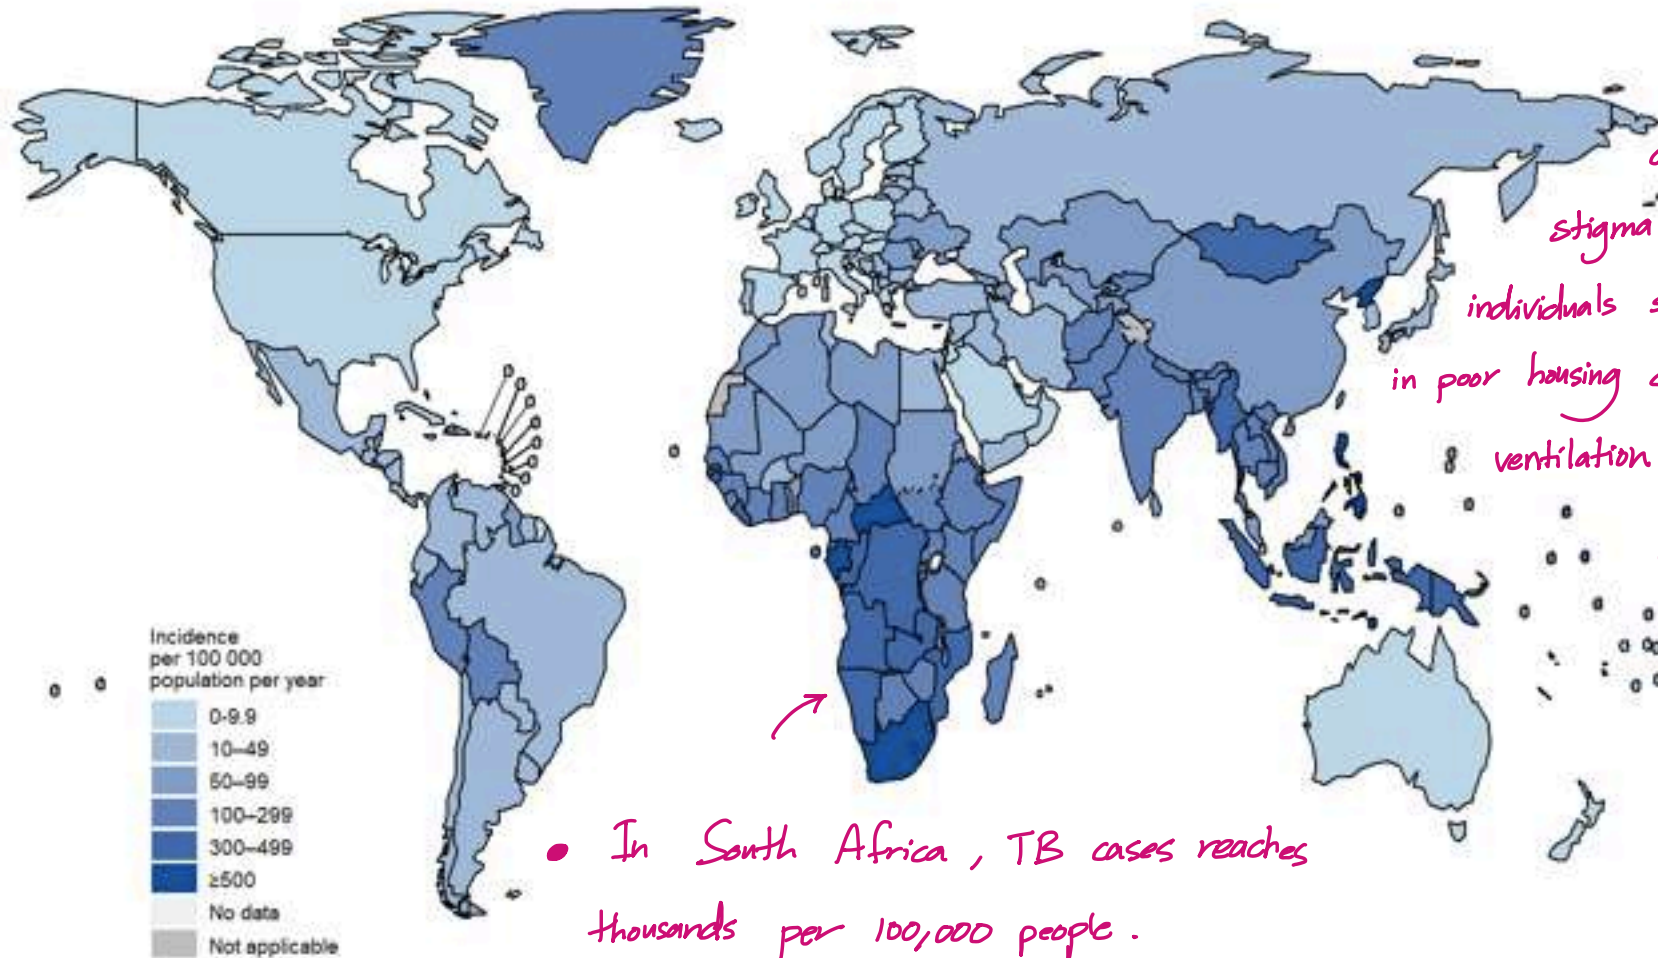 stigma
individuals
in poor housing
ventilation
Incidence
per 100 000
population per year
0-9.9
10–49
50–99
100–299
300–499
≥500
No data
Not applicable
• In South Africa, TB cases reaches
thousands per 100,000 people.